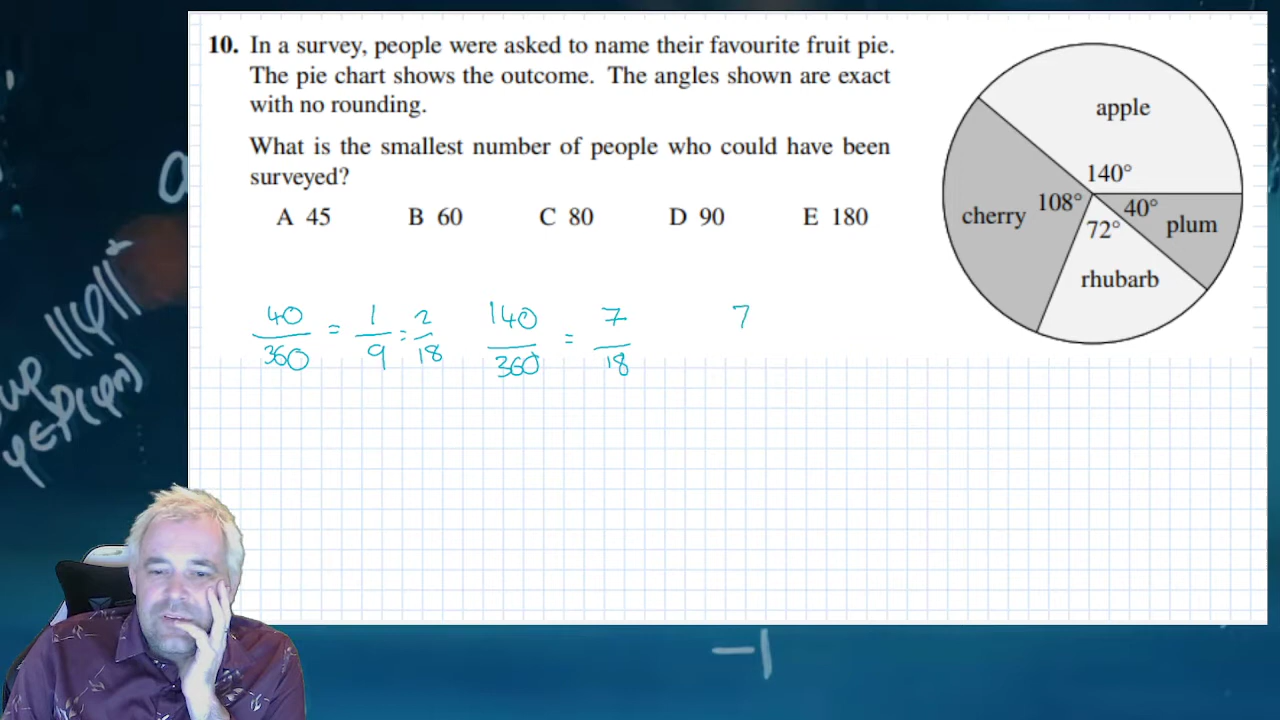 10. In a survey, people were asked to name their favourite fruit pie.
The pie chart shows the outcome. The angles shown are exact
with no rounding.
What is the smallest number of people who could have been
surveyed?
A 45 B 60 C 80 D 90 E 180
apple
140°
108°
cherry
40°
plum
72°
rhubarb
40/360 = 1/9 = 2/18 140/360 = 7/18 7
||φ||
φ∈P(φn)
-1